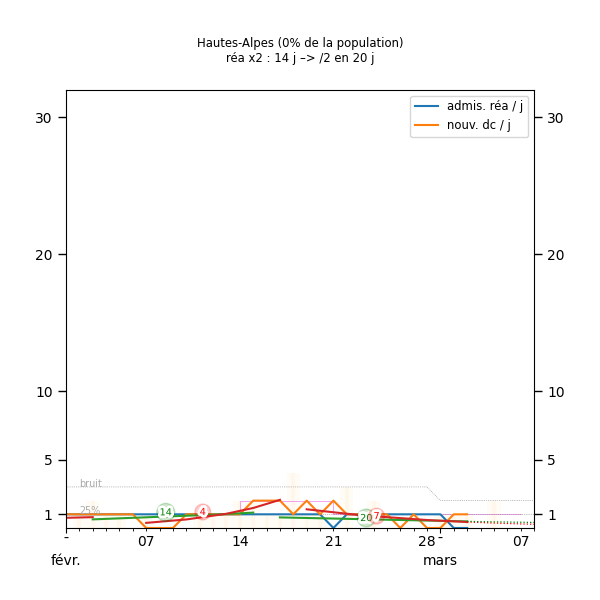 Hautes-Alpes (0% de la population)
réa x2 : 14 j –> /2 en 20 j
admis. réa / j
nouv. dc / j
30 30
20 20
10 10
5 5
bruit
25%
14 4 20 7
1 1
- 07 14 21 28 - 07
févr. mars